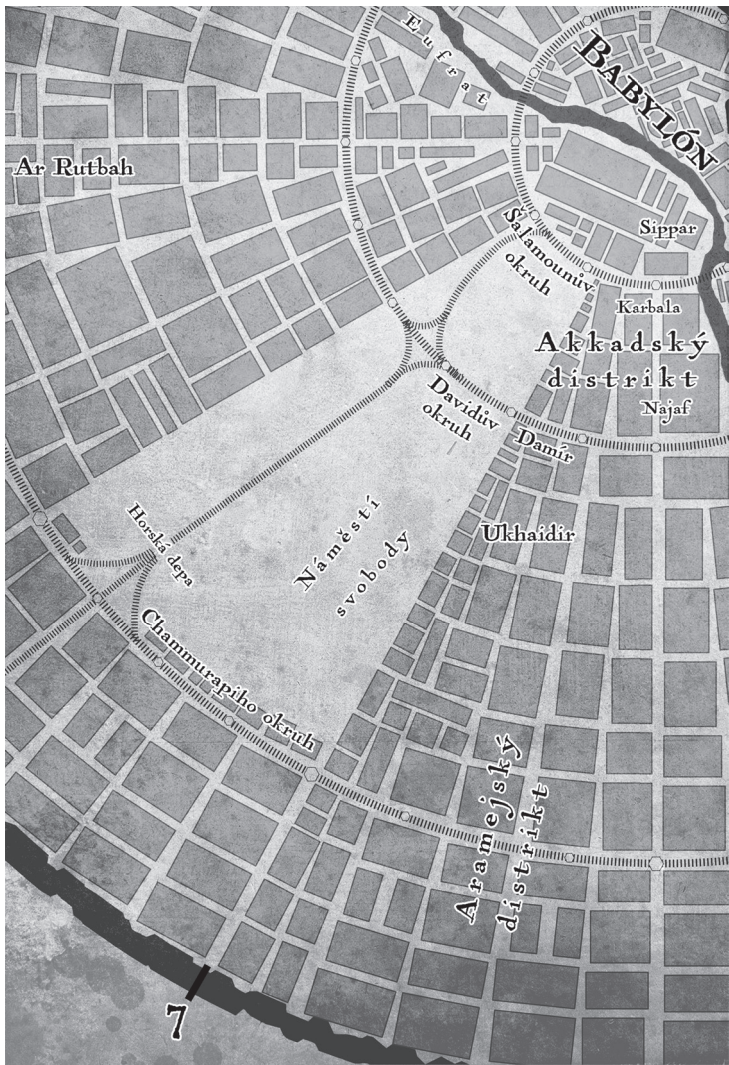 Eufrat
BABYLÓN
Ar Rutbah
Sippar
Šalamounův
okruh
Karbala
Akkadský
distrikt
Najaf
Davidův
okruh
Damír
Horská depa
Náměstí
svobody
Ukhaidir
Chammurapiho okruh
Aramejský
distrikt
7